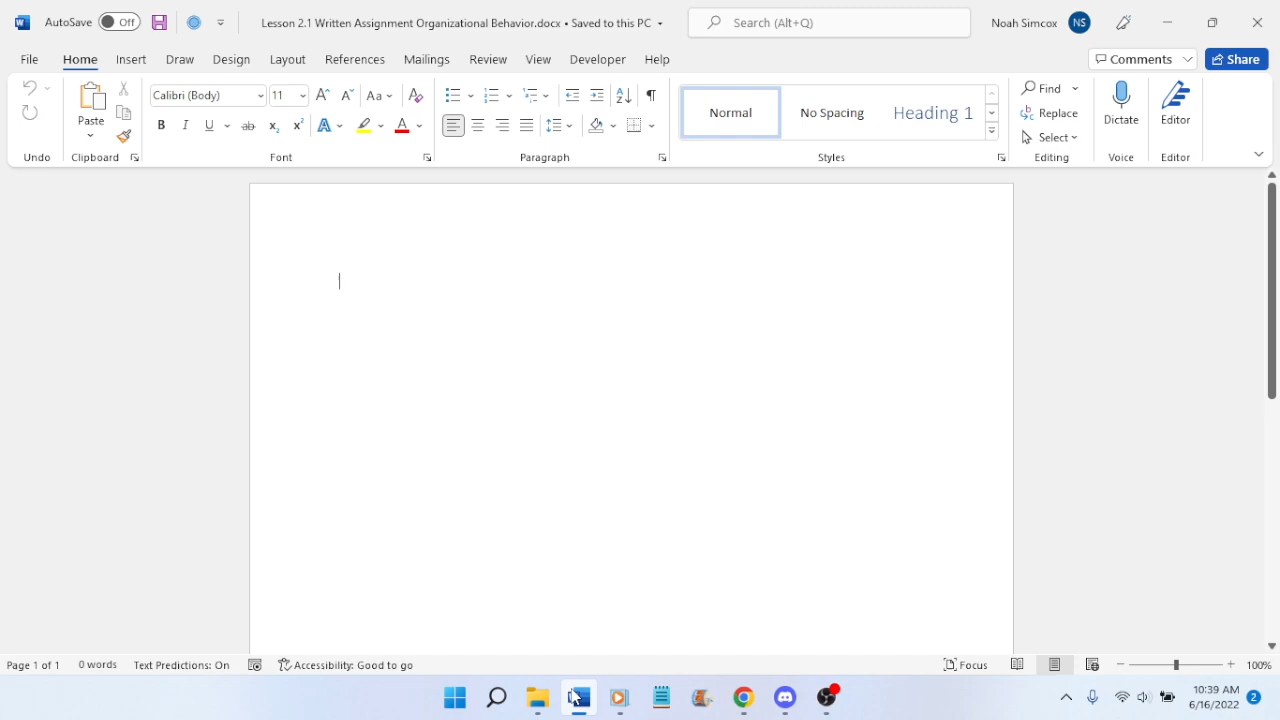 AutoSave Off Lesson 2.1 Written Assignment Organizational Behavior.docx • Saved to this PC Search (Alt+Q) Noah Simcox NS
File Home Insert Draw Design Layout References Mailings Review View Developer Help Comments Share
Calibri (Body) 11 Aa Normal No Spacing Heading 1 Find
Paste Replace Dictate Editor
B I U ab x₂ x² A A Select
Undo Clipboard Font Paragraph Styles Editing Voice Editor
Page 1 of 1 0 words Text Predictions: On Accessibility: Good to go Focus 100%
10:39 AM
6/16/2022 2